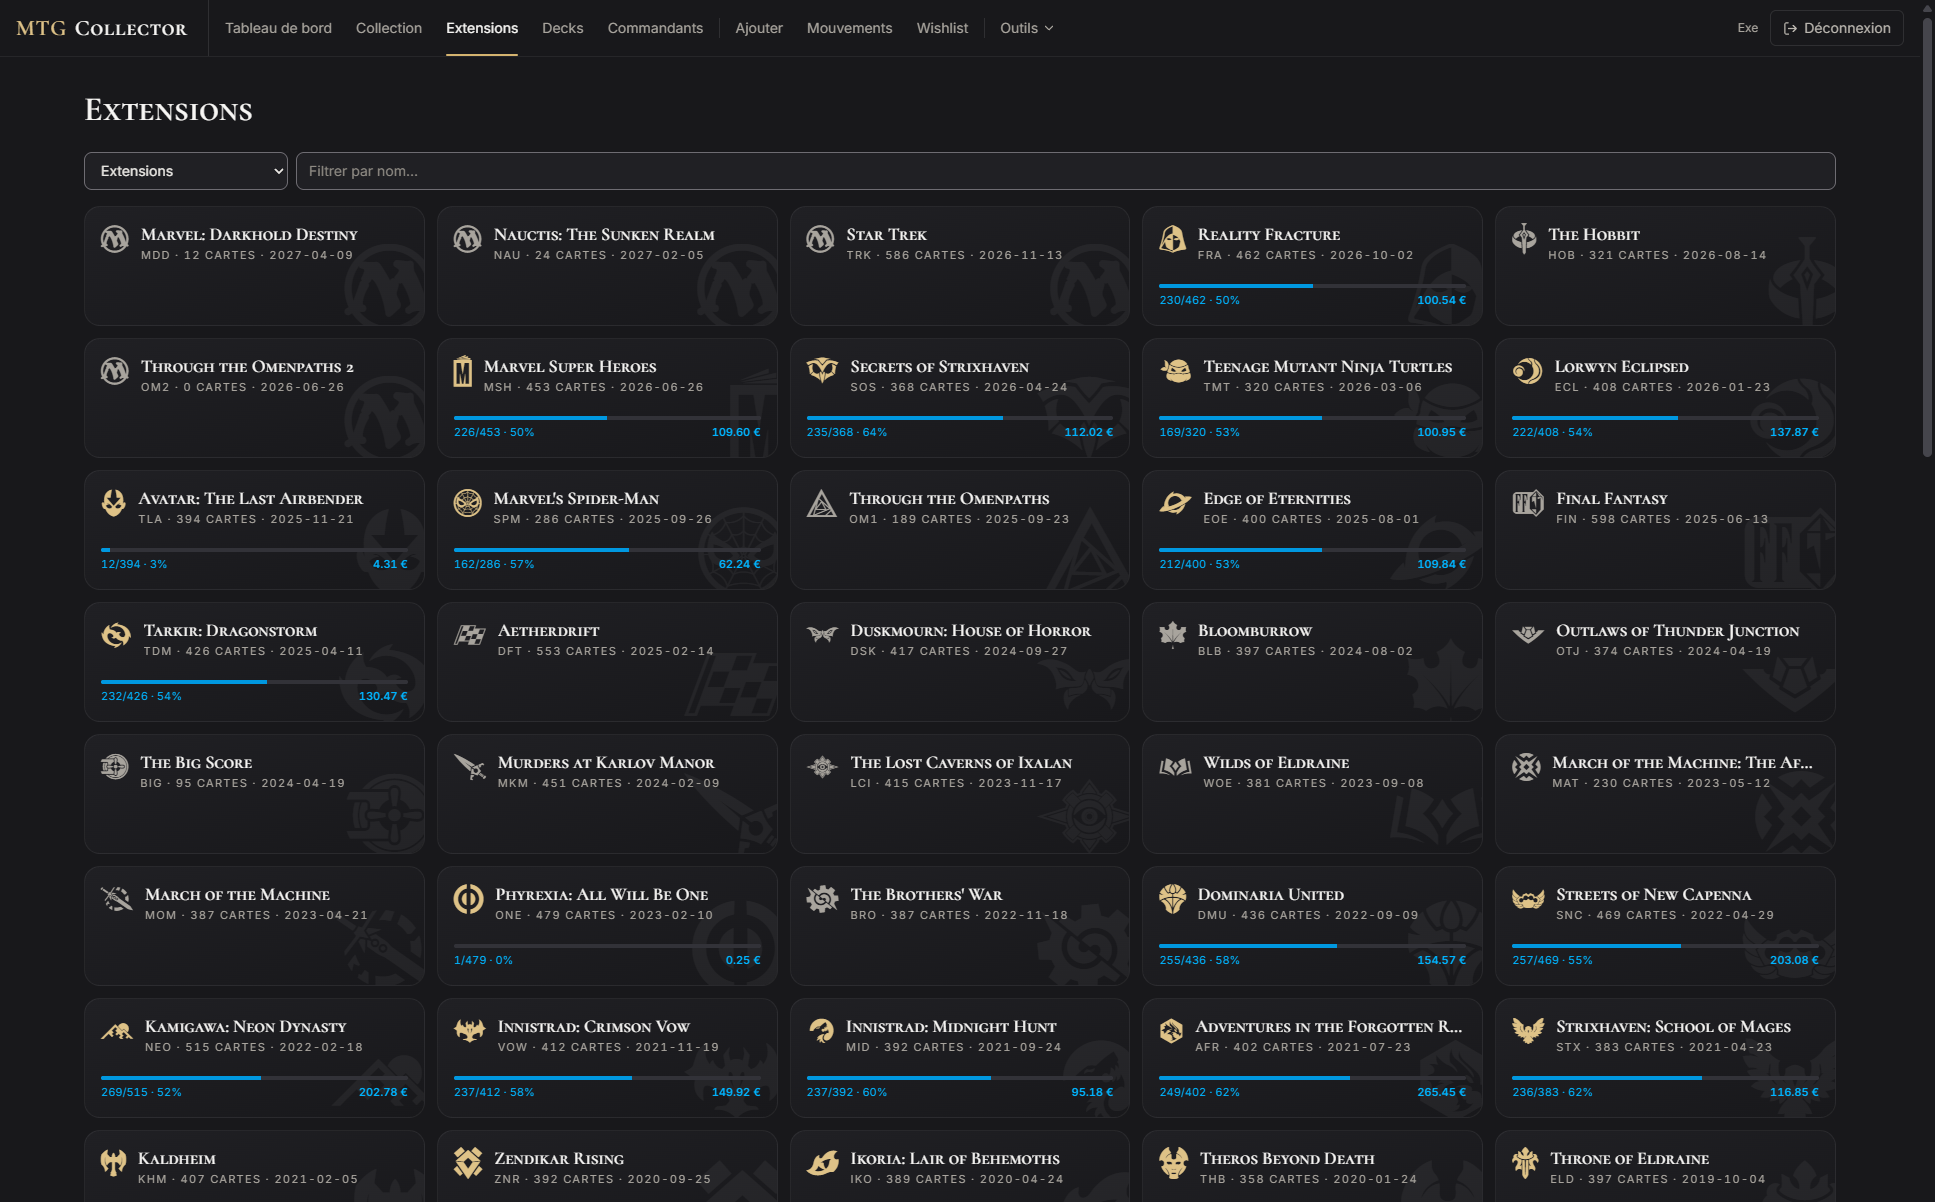 MTG Collector
Tableau de bord
Collection
Extensions
Decks
Commandants
Ajouter
Mouvements
Wishlist
Outils
Exe
Déconnexion
Extensions
Extensions
Filtrer par nom...
Marvel: Darkhold Destiny
MDD · 12 CARTES · 2027-04-09
Nauctis: The Sunken Realm
NAU · 24 CARTES · 2027-02-05
Star Trek
TRK · 586 CARTES · 2026-11-13
Reality Fracture
FRA · 462 CARTES · 2026-10-02
230/462 · 50%
100.54 €
The Hobbit
HOB · 321 CARTES · 2026-08-14
Through the Omenpaths 2
OM2 · 0 CARTES · 2026-06-26
Marvel Super Heroes
MSH · 453 CARTES · 2026-06-26
226/453 · 50%
109.60 €
Secrets of Strixhaven
SOS · 368 CARTES · 2026-04-24
235/368 · 64%
112.02 €
Teenage Mutant Ninja Turtles
TMT · 320 CARTES · 2026-03-06
169/320 · 53%
100.95 €
Lorwyn Eclipsed
ECL · 408 CARTES · 2026-01-23
222/408 · 54%
137.87 €
Avatar: The Last Airbender
TLA · 394 CARTES · 2025-11-21
12/394 · 3%
4.31 €
Marvel's Spider-Man
SPM · 286 CARTES · 2025-09-26
162/286 · 57%
62.24 €
Through the Omenpaths
OM1 · 189 CARTES · 2025-09-23
Edge of Eternities
EOE · 400 CARTES · 2025-08-01
212/400 · 53%
109.84 €
Final Fantasy
FIN · 598 CARTES · 2025-06-13
Tarkir: Dragonstorm
TDM · 426 CARTES · 2025-04-11
232/426 · 54%
130.47 €
Aetherdrift
DFT · 553 CARTES · 2025-02-14
Duskmourn: House of Horror
DSK · 417 CARTES · 2024-09-27
Bloomburrow
BLB · 397 CARTES · 2024-08-02
Outlaws of Thunder Junction
OTJ · 374 CARTES · 2024-04-19
The Big Score
BIG · 95 CARTES · 2024-04-19
Murders at Karlov Manor
MKM · 451 CARTES · 2024-02-09
The Lost Caverns of Ixalan
LCI · 415 CARTES · 2023-11-17
Wilds of Eldraine
WOE · 381 CARTES · 2023-09-08
March of the Machine: The Af...
MAT · 230 CARTES · 2023-05-12
March of the Machine
MOM · 387 CARTES · 2023-04-21
Phyrexia: All Will Be One
ONE · 479 CARTES · 2023-02-10
1/479 · 0%
0.25 €
The Brothers' War
BRO · 387 CARTES · 2022-11-18
Dominaria United
DMU · 436 CARTES · 2022-09-09
255/436 · 58%
154.57 €
Streets of New Capenna
SNC · 469 CARTES · 2022-04-29
257/469 · 55%
203.08 €
Kamigawa: Neon Dynasty
NEO · 515 CARTES · 2022-02-18
269/515 · 52%
202.78 €
Innistrad: Crimson Vow
VOW · 412 CARTES · 2021-11-19
237/412 · 58%
149.92 €
Innistrad: Midnight Hunt
MID · 392 CARTES · 2021-09-24
237/392 · 60%
95.18 €
Adventures in the Forgotten R...
AFR · 402 CARTES · 2021-07-23
249/402 · 62%
265.45 €
Strixhaven: School of Mages
STX · 383 CARTES · 2021-04-23
236/383 · 62%
116.85 €
Kaldheim
KHM · 407 CARTES · 2021-02-05
Zendikar Rising
ZNR · 392 CARTES · 2020-09-25
Ikoria: Lair of Behemoths
IKO · 389 CARTES · 2020-04-24
Theros Beyond Death
THB · 358 CARTES · 2020-01-24
Throne of Eldraine
ELD · 397 CARTES · 2019-10-04